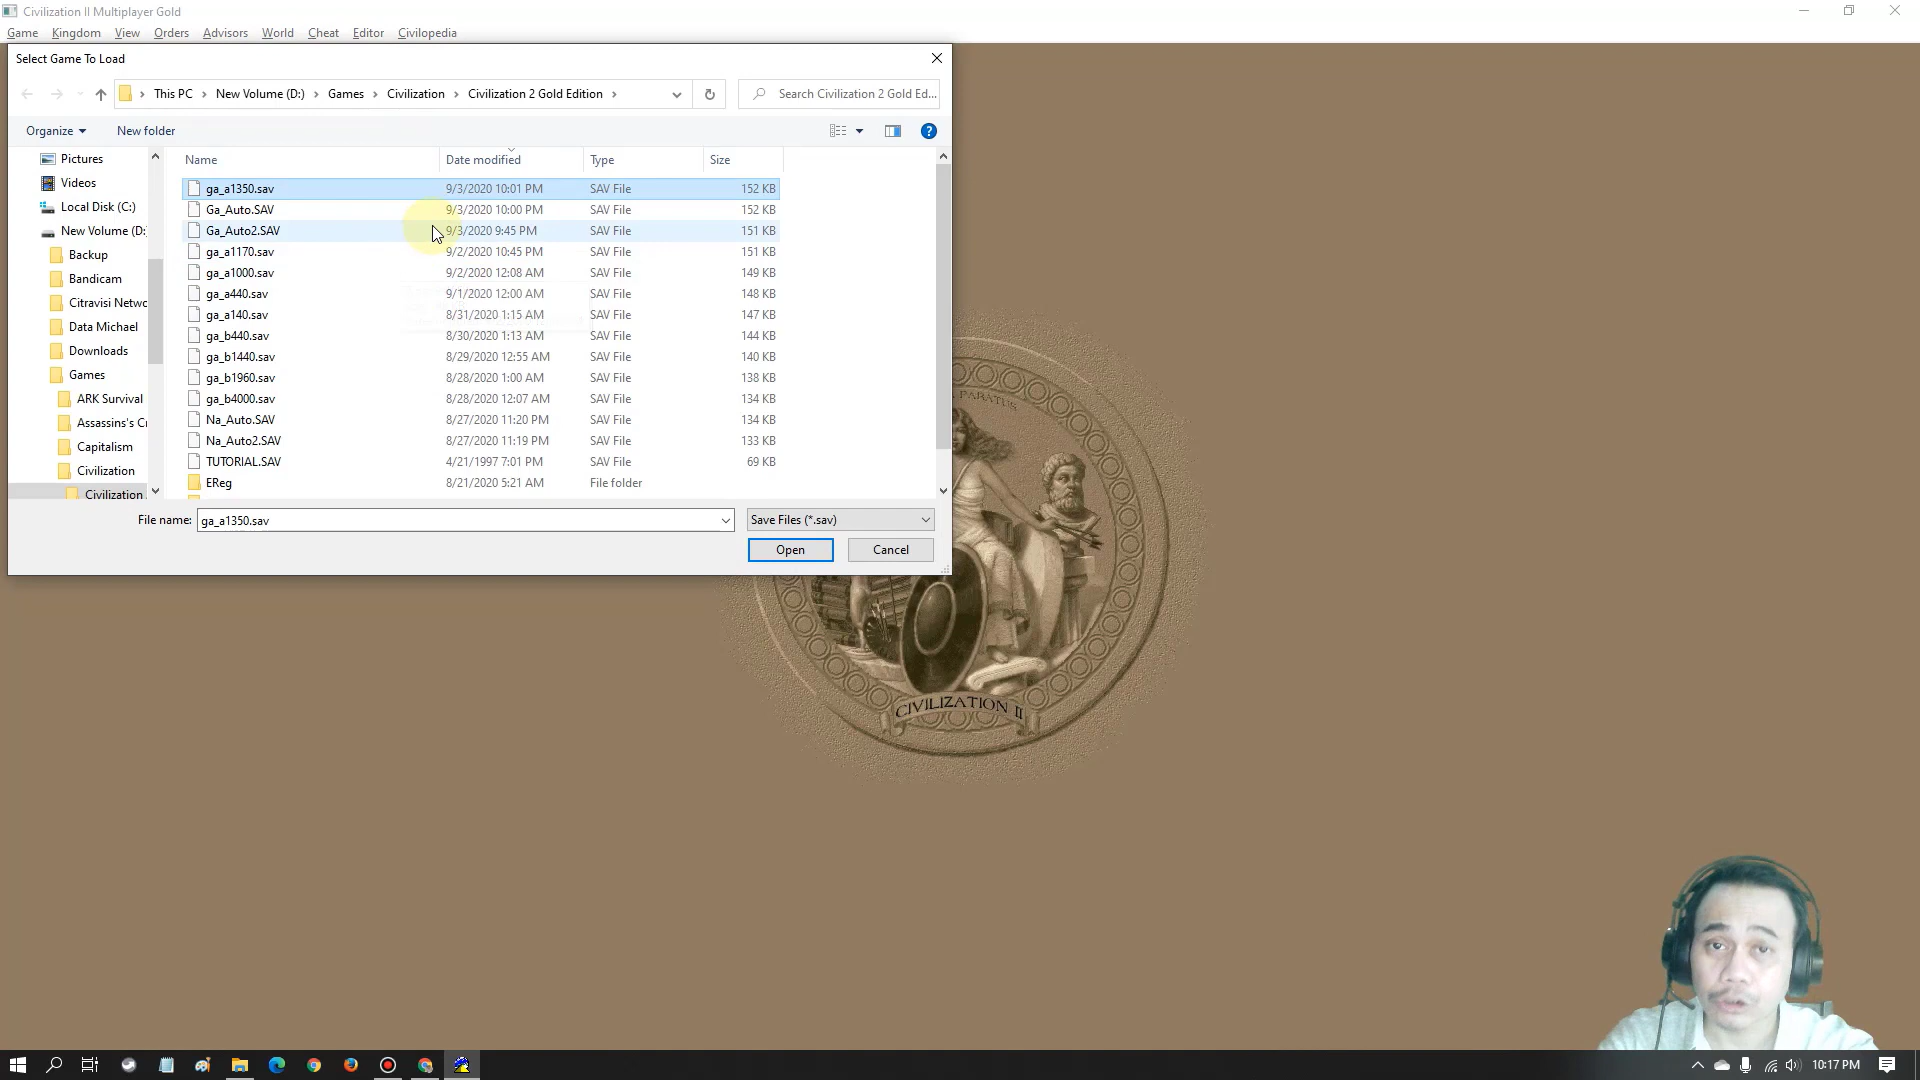 Civilization II Multiplayer Gold
Game Kingdom View Orders Advisors World Cheat Editor Civilopedia
Select Game To Load
This PC > New Volume (D:) > Games > Civilization > Civilization 2 Gold Edition >
Search Civilization 2 Gold Ed...
Organize New folder
Pictures
Videos
Local Disk (C:)
New Volume (D:
Backup
Bandicam
Citravisi Netwo
Data Michael
Downloads
Games
ARK Survival
Assassins's Cr
Capitalism
Civilization
Civilization
Name Date modified Type Size
ga_a1350.sav 9/3/2020 10:01 PM SAV File 152 KB
Ga_Auto.SAV 9/3/2020 10:00 PM SAV File 152 KB
Ga_Auto2.SAV 9/3/2020 9:45 PM SAV File 151 KB
ga_a1170.sav 9/2/2020 10:45 PM SAV File 151 KB
ga_a1000.sav 9/2/2020 12:08 AM SAV File 149 KB
ga_a440.sav 9/1/2020 12:00 AM SAV File 148 KB
ga_a140.sav 8/31/2020 1:15 AM SAV File 147 KB
ga_b440.sav 8/30/2020 1:13 AM SAV File 144 KB
ga_b1440.sav 8/29/2020 12:55 AM SAV File 140 KB
ga_b1960.sav 8/28/2020 1:00 AM SAV File 138 KB
ga_b4000.sav 8/28/2020 12:07 AM SAV File 134 KB
Na_Auto.SAV 8/27/2020 11:20 PM SAV File 134 KB
Na_Auto2.SAV 8/27/2020 11:19 PM SAV File 133 KB
TUTORIAL.SAV 4/21/1997 7:01 PM SAV File 69 KB
EReg 8/21/2020 5:21 AM File folder
File name: ga_a1350.sav Save Files (*.sav)
Open Cancel
PARATUS
CIVILIZATION II
10:17 PM